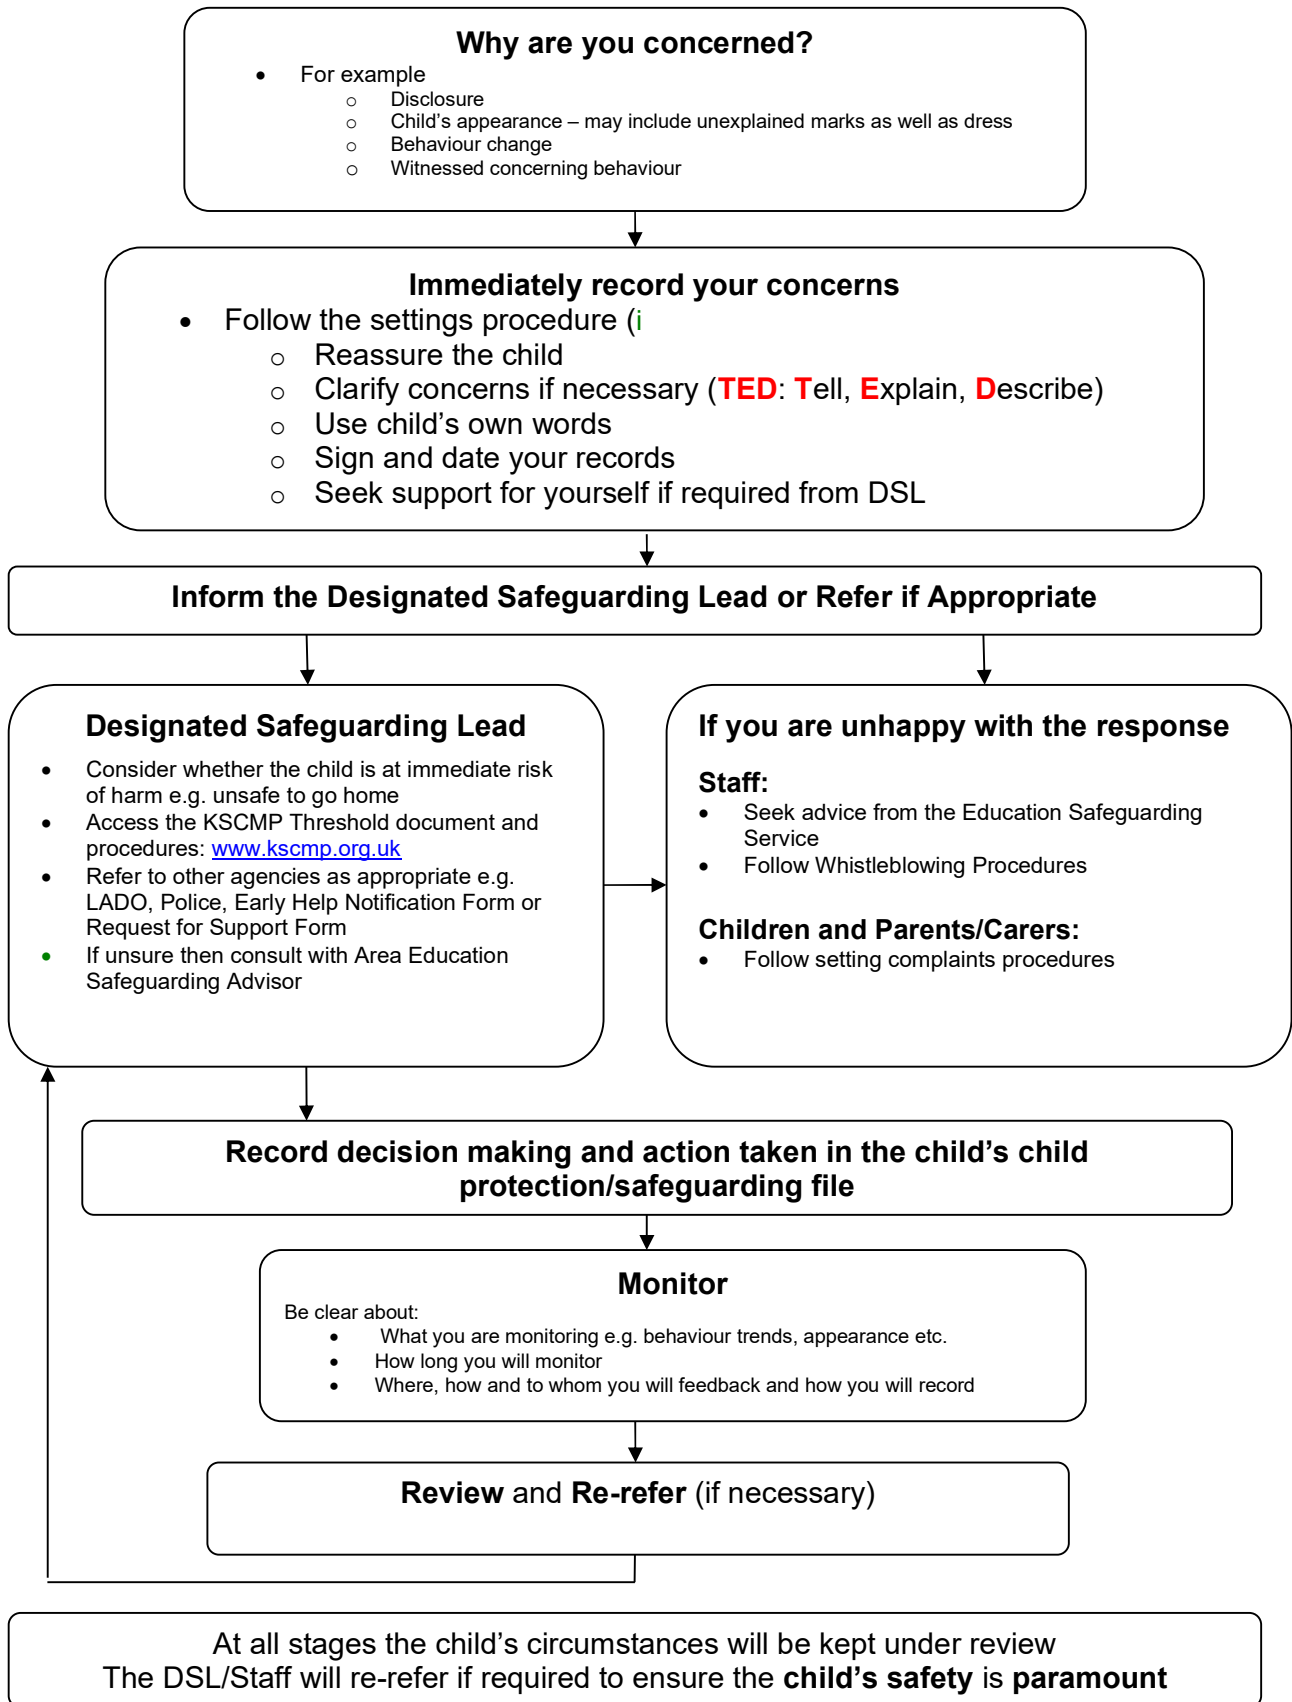 Why are you concerned?
• For example
o Disclosure
o Child’s appearance – may include unexplained marks as well as dress
o Behaviour change
o Witnessed concerning behaviour
Immediately record your concerns
• Follow the settings procedure (i
o Reassure the child
o Clarify concerns if necessary (TED: Tell, Explain, Describe)
o Use child’s own words
o Sign and date your records
o Seek support for yourself if required from DSL
Inform the Designated Safeguarding Lead or Refer if Appropriate
Designated Safeguarding Lead
• Consider whether the child is at immediate risk
of harm e.g. unsafe to go home
• Access the KSCMP Threshold document and
procedures: www.kscmp.org.uk
• Refer to other agencies as appropriate e.g.
LADO, Police, Early Help Notification Form or
Request for Support Form
• If unsure then consult with Area Education
Safeguarding Advisor
If you are unhappy with the response
Staff:
• Seek advice from the Education Safeguarding
Service
• Follow Whistleblowing Procedures
Children and Parents/Carers:
• Follow setting complaints procedures
Record decision making and action taken in the child’s child
protection/safeguarding file
Monitor
Be clear about:
• What you are monitoring e.g. behaviour trends, appearance etc.
• How long you will monitor
• Where, how and to whom you will feedback and how you will record
Review and Re-refer (if necessary)
At all stages the child’s circumstances will be kept under review
The DSL/Staff will re-refer if required to ensure the child’s safety is paramount